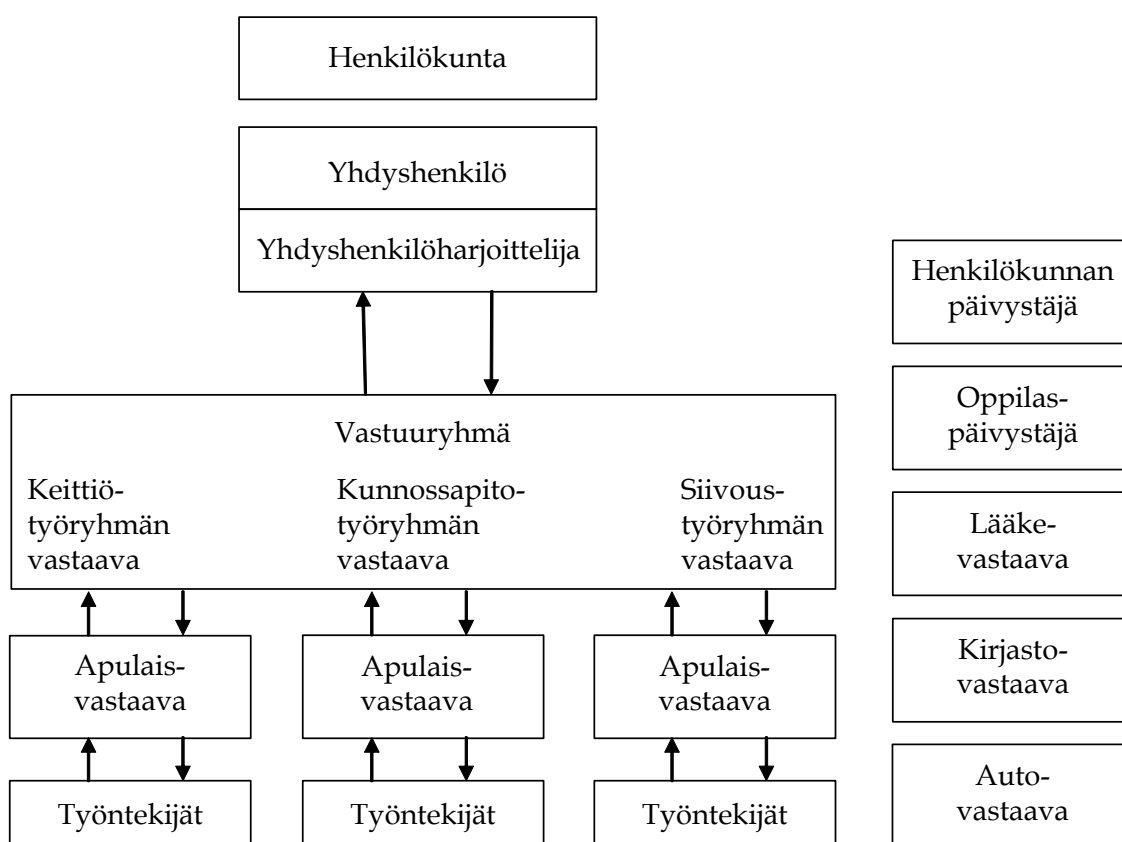 Henkilökunta
Yhdyshenkilö
Yhdyshenkilöharjoittelija
Vastuuryhmä
Keittiö-
työryhmän
vastaava
Kunnossapito-
työryhmän
vastaava
Siivous-
työryhmän
vastaava
Apulais-
vastaava
Apulais-
vastaava
Apulais-
vastaava
Työntekijät
Työntekijät
Työntekijät
Henkilökunnan
päivystäjä
Oppilas-
päivystäjä
Lääke-
vastaava
Kirjasto-
vastaava
Auto-
vastaava